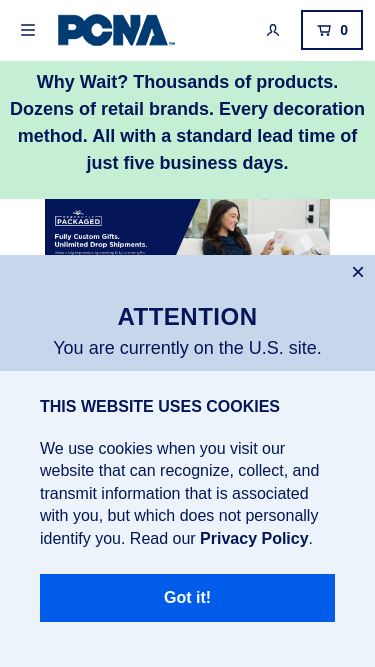 PCNA
0
Why Wait? Thousands of products.
Dozens of retail brands. Every decoration
method. All with a standard lead time of
just five business days.
PACKAGED
Fully Custom Gifts.
Unlimited Drop Shipments.
ATTENTION
You are currently on the U.S. site.
THIS WEBSITE USES COOKIES
We use cookies when you visit our
website that can recognize, collect, and
transmit information that is associated
with you, but which does not personally
identify you. Read our Privacy Policy.
Got it!